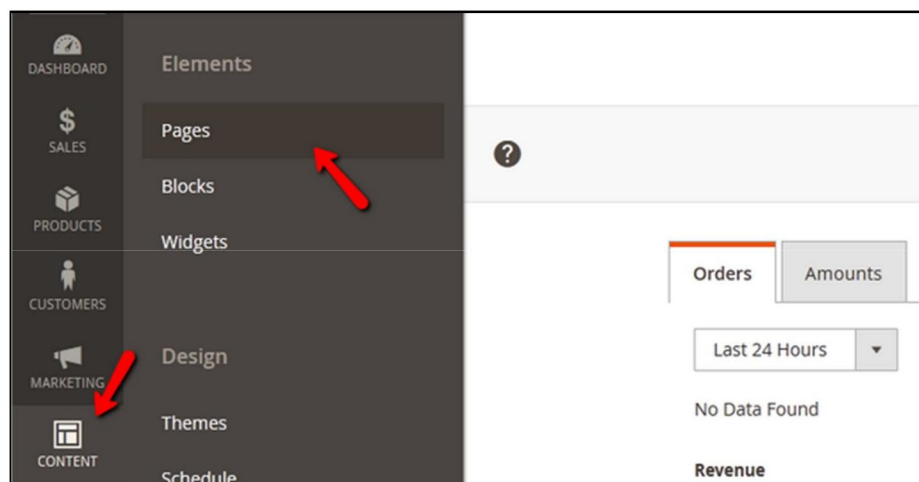 DASHBOARD
SALES
PRODUCTS
CUSTOMERS
MARKETING
CONTENT
Elements
Pages
Blocks
Widgets
Design
Themes
Schedule
?
Orders
Amounts
Last 24 Hours
No Data Found
Revenue